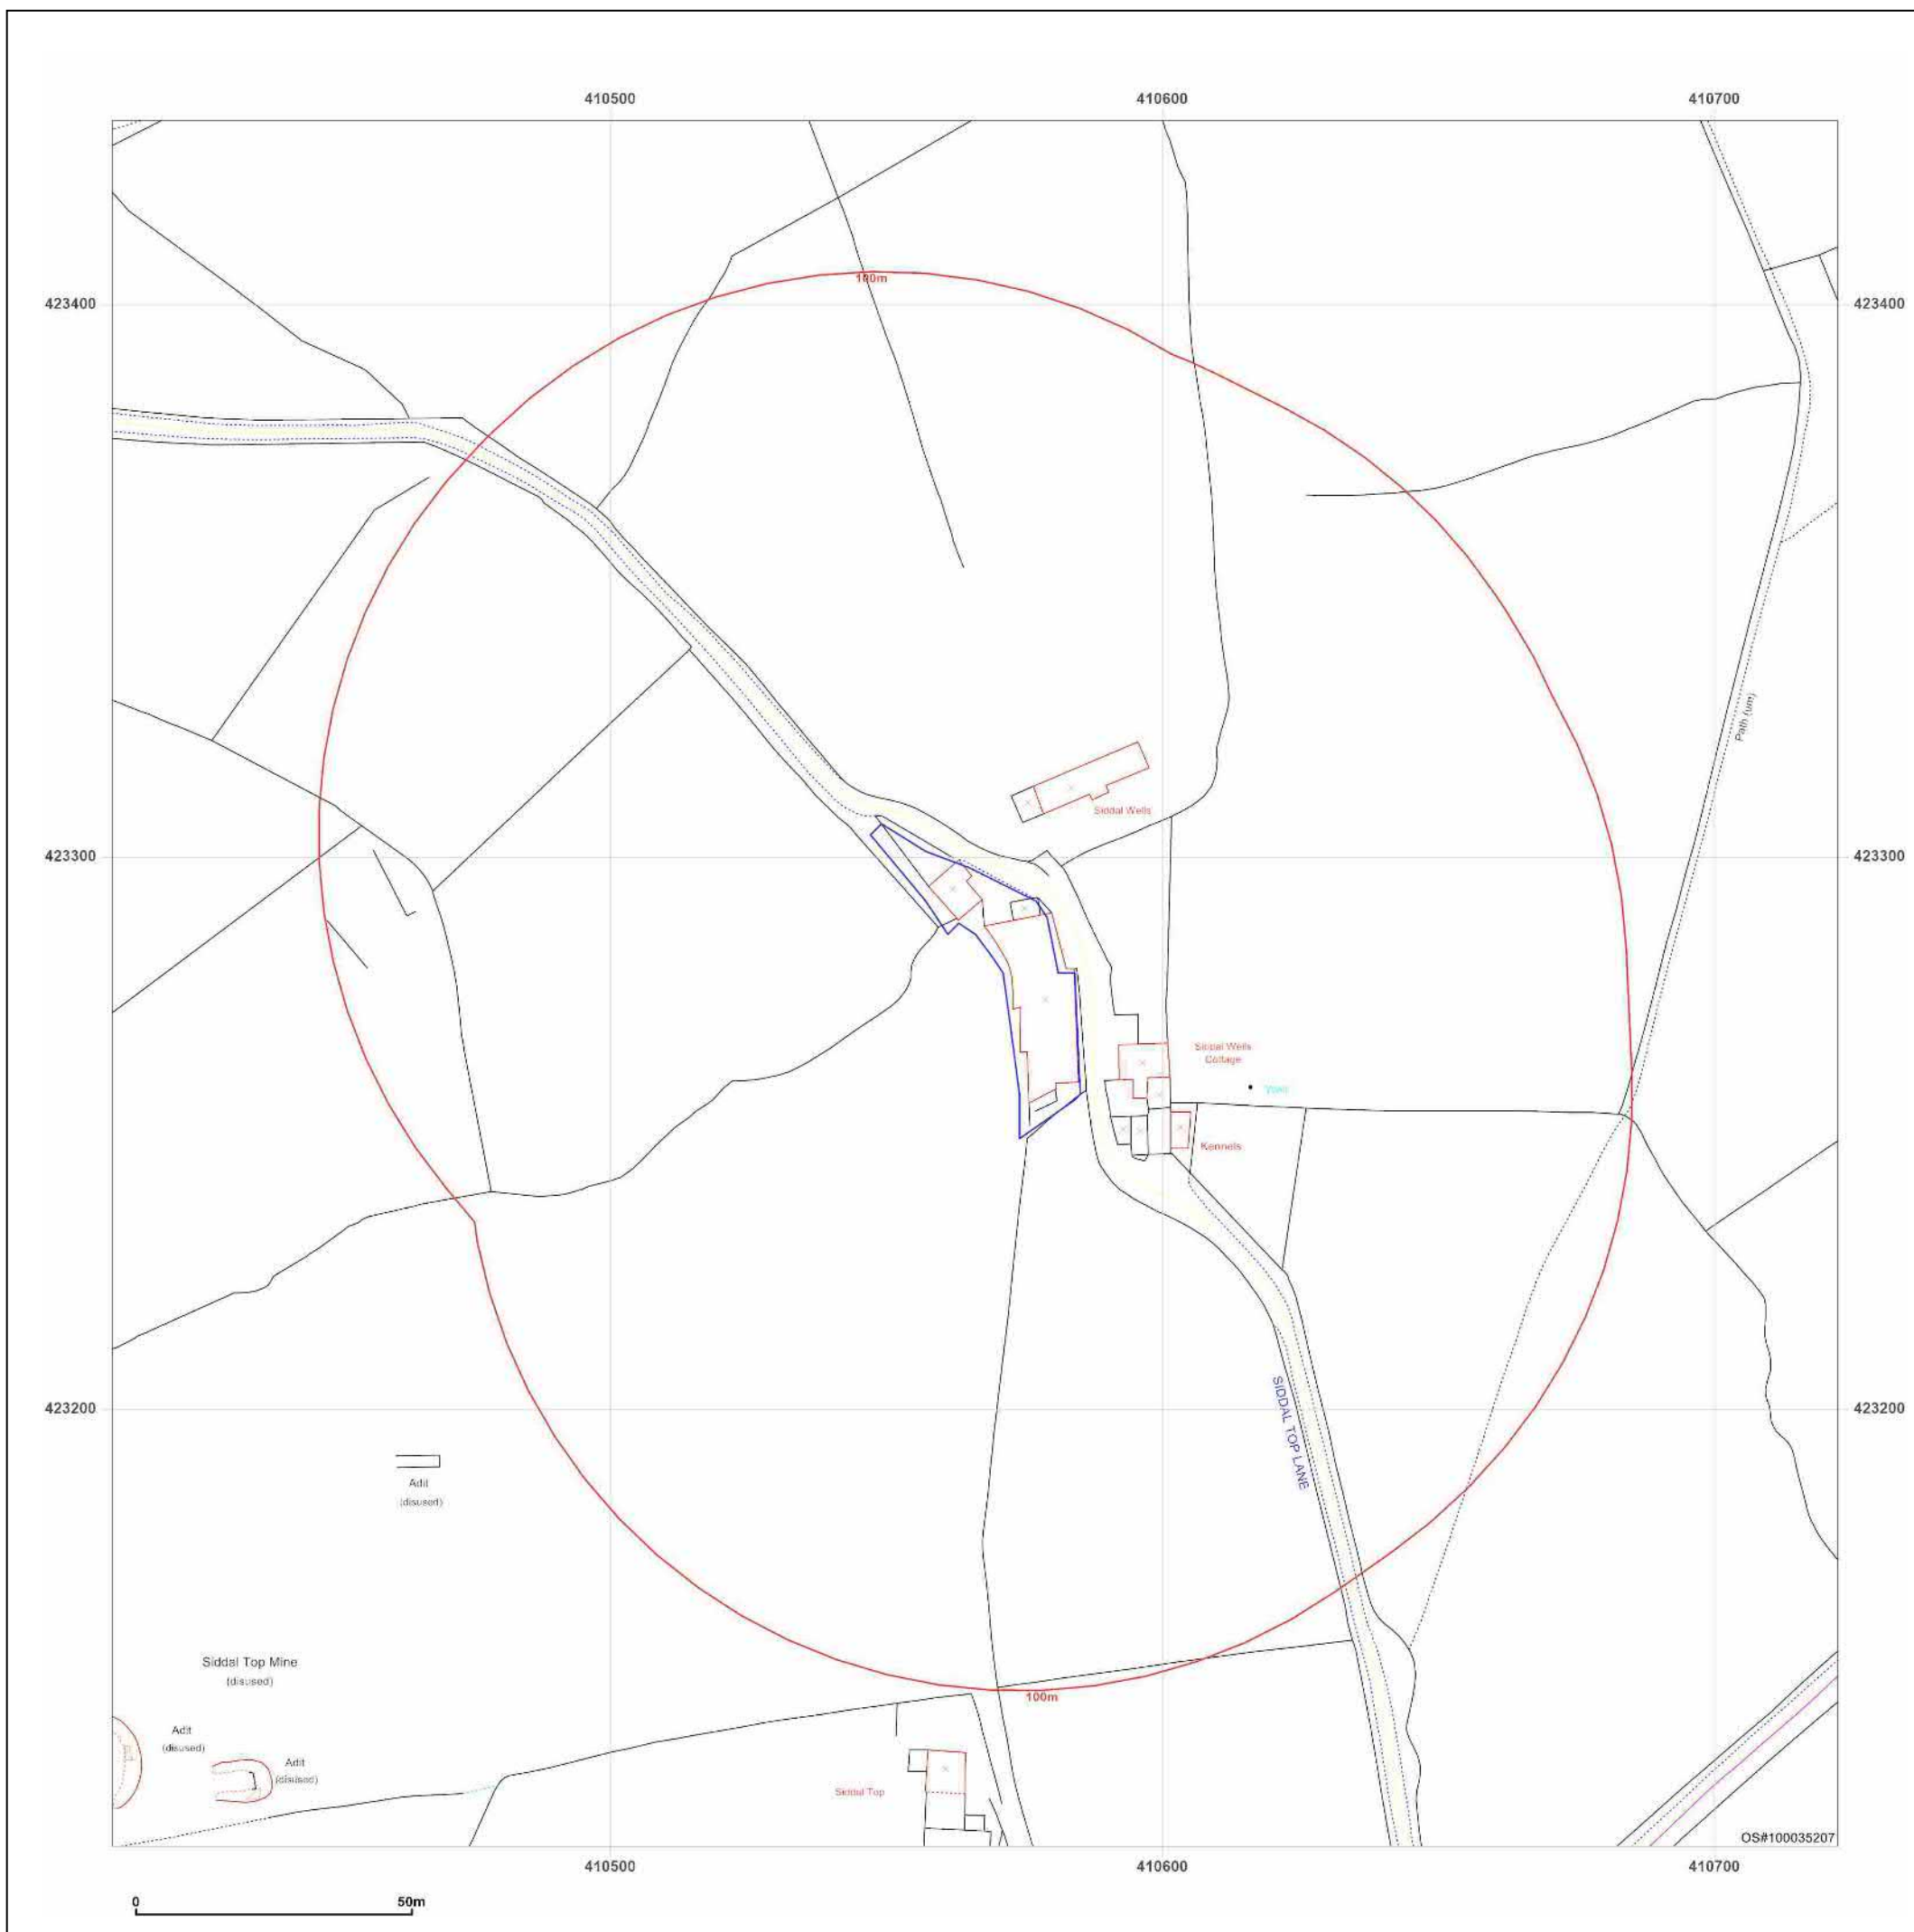 410500
410600
410700
100m
423400
423400
Path (um)
Siddal Wells
423300
423300
Siddal Wells
Cottage
Kennels
SIDDAL TOP LANE
423200
423200
Adit
(disused)
Siddal Top Mine
(disused)
100m
Adit
(disused)
Adit
(disused)
Siddal Top
OS#100035207
410500
410600
410700
0
50m